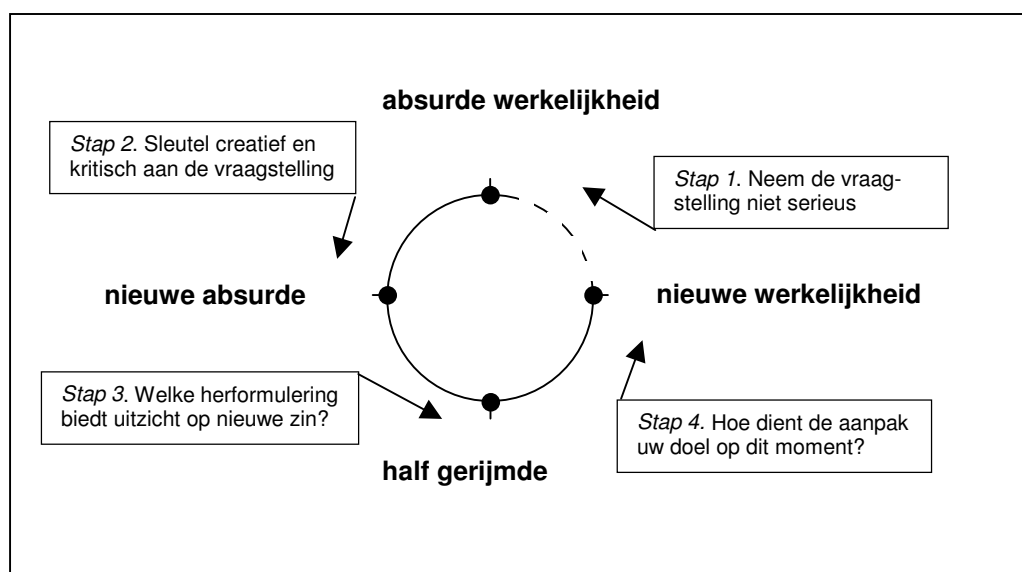 absurde werkelijkheid
Stap 2. Sleutel creatief en
kritisch aan de vraagstelling
Stap 1. Neem de vraag-
stelling niet serieus
nieuwe absurde
nieuwe werkelijkheid
Stap 3. Welke herformulering
biedt uitzicht op nieuwe zin?
Stap 4. Hoe dient de aanpak
uw doel op dit moment?
half gerijmde